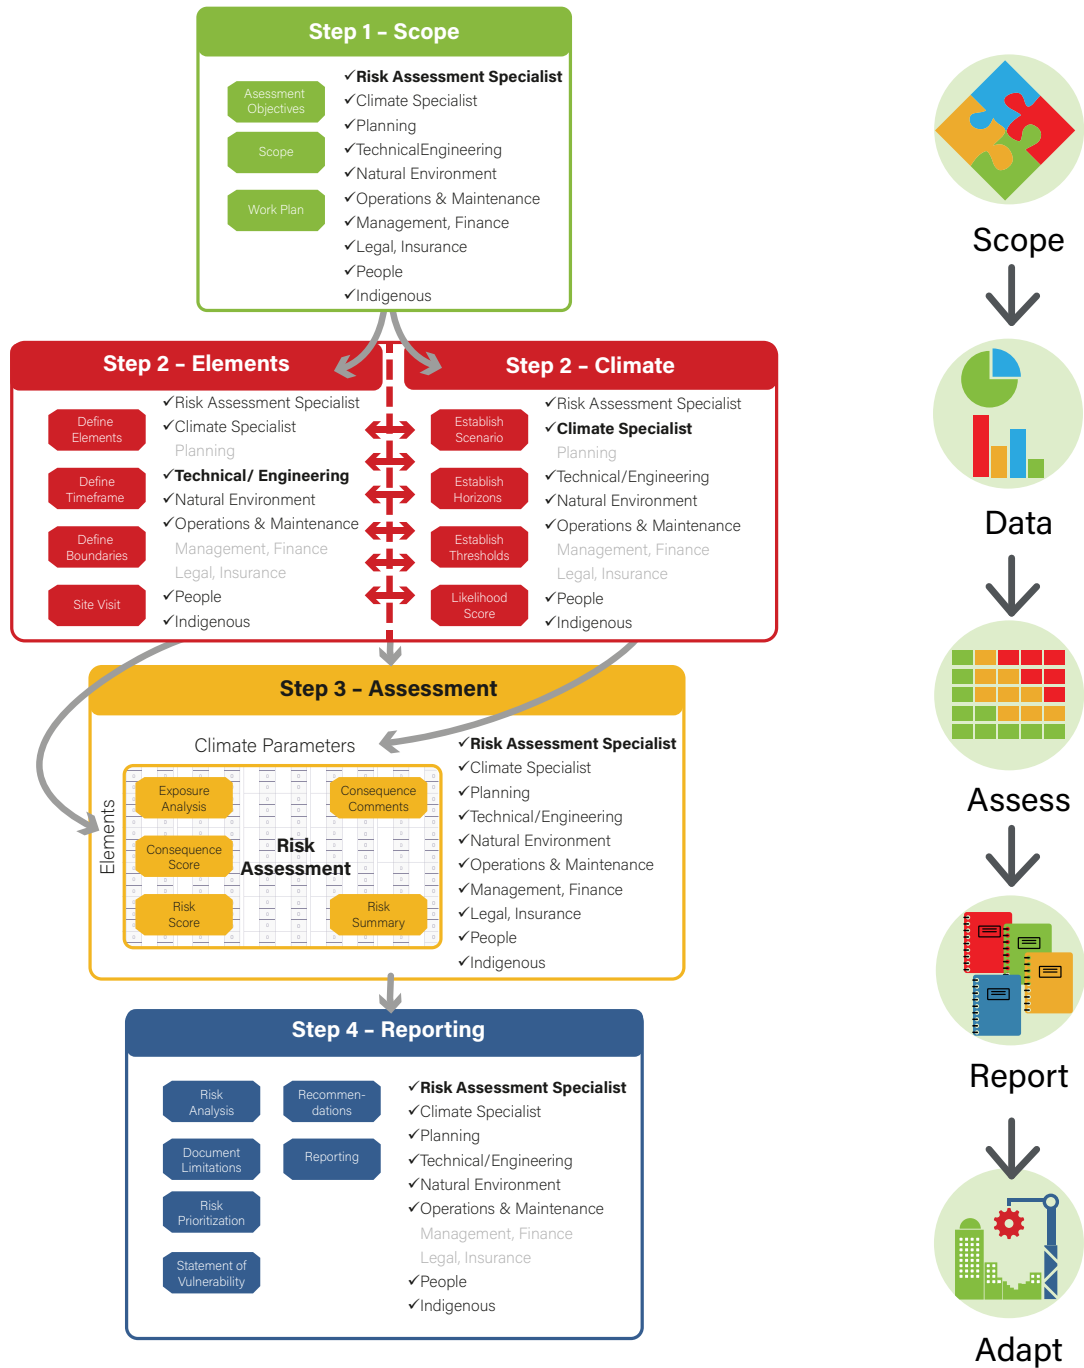 Step 1 – Scope
Asessment
Objectives
Scope
Work Plan
✓Risk Assessment Specialist
✓Climate Specialist
✓Planning
✓TechnicalEngineering
✓Natural Environment
✓Operations & Maintenance
✓Management, Finance
✓Legal, Insurance
✓People
✓Indigenous
Step 2 – Elements
Define
Elements
Define
Timeframe
Define
Boundaries
Site Visit
✓Risk Assessment Specialist
✓Climate Specialist
Planning
✓Technical/ Engineering
✓Natural Environment
✓Operations & Maintenance
Management, Finance
Legal, Insurance
✓People
✓Indigenous
Step 2 – Climate
Establish
Scenario
Establish
Horizons
Establish
Thresholds
Likelihood
Score
✓Risk Assessment Specialist
✓Climate Specialist
Planning
✓Technical/Engineering
✓Natural Environment
✓Operations & Maintenance
Management, Finance
Legal, Insurance
✓People
✓Indigenous
Step 3 – Assessment
Climate Parameters
Elements
Exposure
Analysis
Consequence
Comments
Consequence
Score
Risk
Assessment
Risk
Score
Risk
Summary
✓Risk Assessment Specialist
✓Climate Specialist
✓Planning
✓Technical/Engineering
✓Natural Environment
✓Operations & Maintenance
✓Management, Finance
✓Legal, Insurance
✓People
✓Indigenous
Step 4 – Reporting
Risk
Analysis
Recommen-
dations
Document
Limitations
Reporting
Risk
Prioritization
Statement of
Vulnerability
✓Risk Assessment Specialist
✓Climate Specialist
✓Planning
✓Technical/Engineering
✓Natural Environment
✓Operations & Maintenance
Management, Finance
Legal, Insurance
✓People
✓Indigenous
Scope
Data
Assess
Report
Adapt